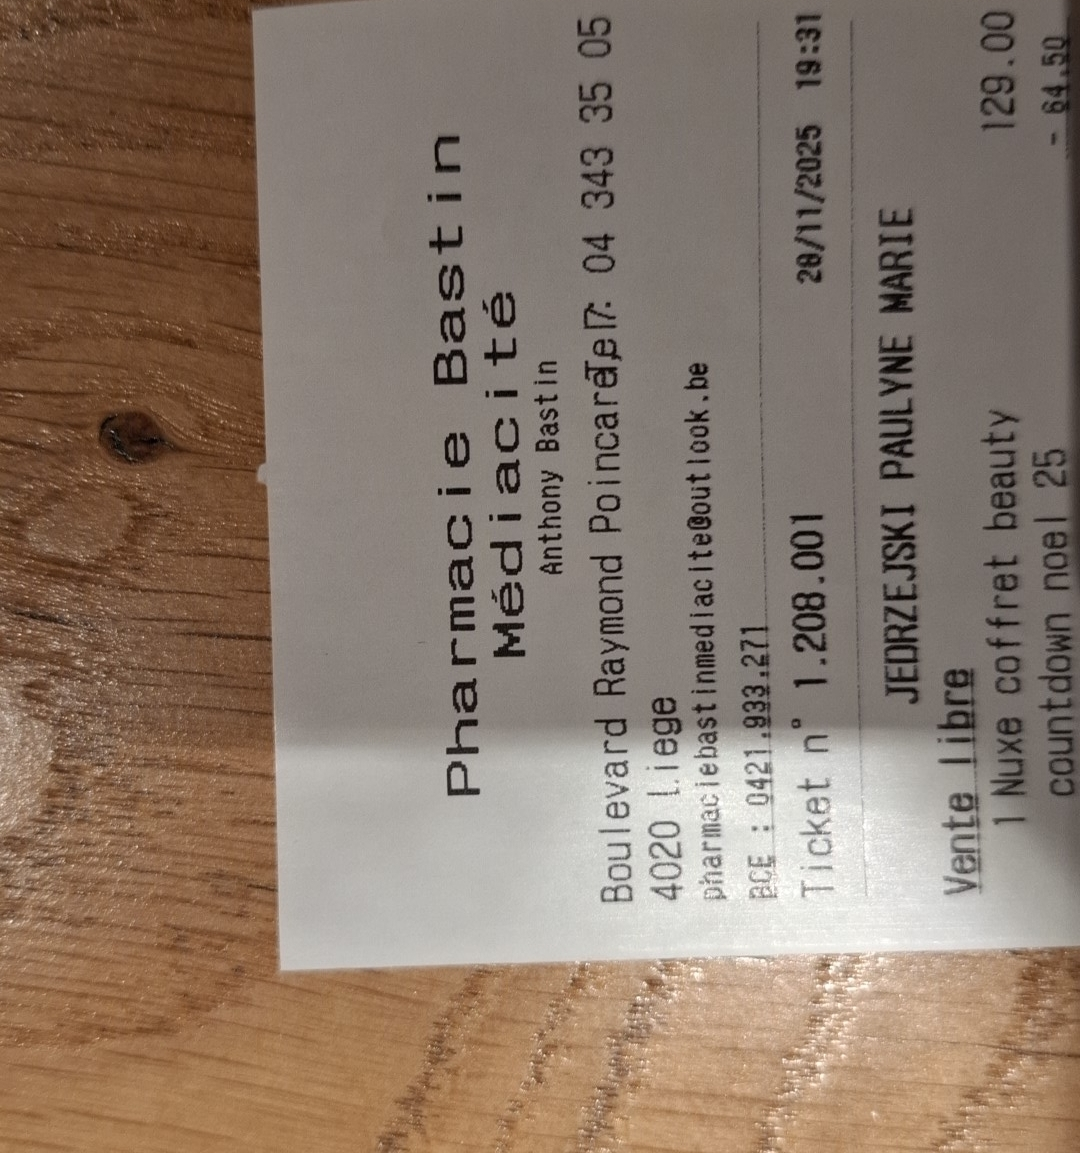 Pharmacie Bastin
Médiacité
Anthony Bastin
Boulevard Raymond Poincaré, 7 Tel : 04 343 35 05
4020 Liege
pharmaciebastinmediacite@outlook.be
BCE : 0421.933.271
Ticket n° 1.208.001 28/11/2025 19:31
JEDRZEJSKI PAULYNE MARIE
Vente libre
1 Nuxe coffret beauty 129.00
countdown noel 25 - 64.50